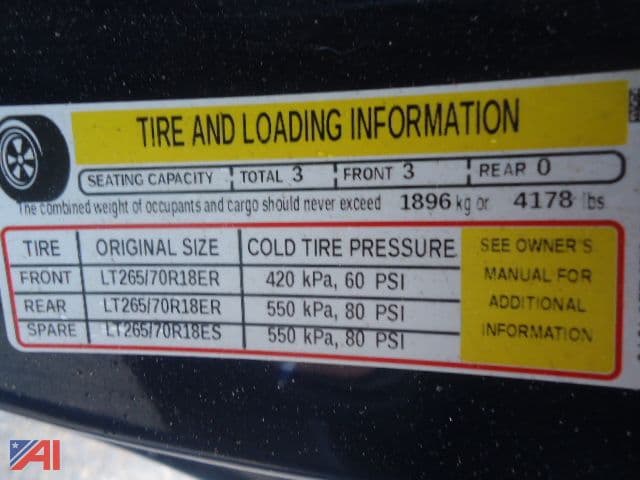 TIRE AND LOADING INFORMATION
SEATING CAPACITY TOTAL 3 FRONT 3 REAR 0
The combined weight of occupants and cargo should never exceed 1896 kg or 4178 lbs
TIRE ORIGINAL SIZE COLD TIRE PRESSURE
FRONT LT265/70R18ER 420 kPa, 60 PSI
REAR LT265/70R18ER 550 kPa, 80 PSI
SPARE LT265/70R18ES 550 kPa, 80 PSI
SEE OWNER'S
MANUAL FOR
ADDITIONAL
INFORMATION
AI